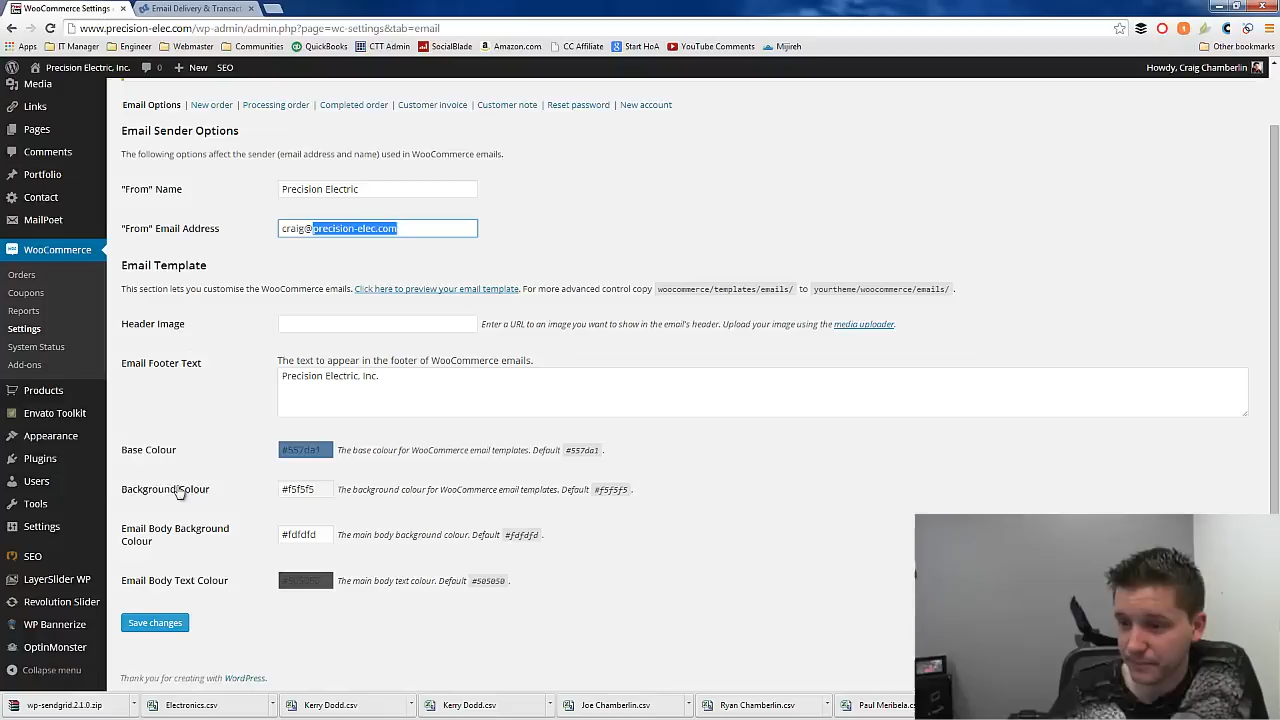 WooCommerce Settings
Email Delivery & Transact
www.precision-elec.com/wp-admin/admin.php?page=wc-settings&tab=email
Apps IT Manager Engineer Webmaster Communities QuickBooks CTT Admin SocialBlade Amazon.com CC Affiliate Start HoA YouTube Comments Mijireh Other bookmarks
Precision Electric, Inc. New SEO Howdy, Craig Chamberlin
Media
Links
Pages
Comments
Portfolio
Contact
MailPoet
WooCommerce
Orders
Coupons
Reports
Settings
System Status
Add-ons
Products
Envato Toolkit
Appearance
Plugins
Users
Tools
Settings
SEO
LayerSlider WP
Revolution Slider
WP Bannerize
OptinMonster
Collapse menu
Email Options | New order | Processing order | Completed order | Customer invoice | Customer note | Reset password | New account
Email Sender Options
The following options affect the sender (email address and name) used in WooCommerce emails.
"From" Name Precision Electric
"From" Email Address craig@precision-elec.com
Email Template
This section lets you customise the WooCommerce emails. Click here to preview your email template. For more advanced control copy woocommerce/templates/emails/ to yourtheme/woocommerce/emails/ .
Header Image Enter a URL to an image you want to show in the email's header. Upload your image using the media uploader.
Email Footer Text The text to appear in the footer of WooCommerce emails.
Precision Electric, Inc.
Base Colour #557da1 The base colour for WooCommerce email templates. Default #557da1 .
Background Colour #f5f5f5 The background colour for WooCommerce email templates. Default #f5f5f5 .
Email Body Background Colour #fdfdfd The main body background colour. Default #fdfdfd .
Email Body Text Colour #505050 The main body text colour. Default #505050 .
Save changes
Thank you for creating with WordPress.
wp-sendgrid.2.1.0.zip Electronics.csv Kerry Dodd.csv Kerry Dodd.csv Joe Chamberlin.csv Ryan Chamberlin.csv Paul Meribela.cs